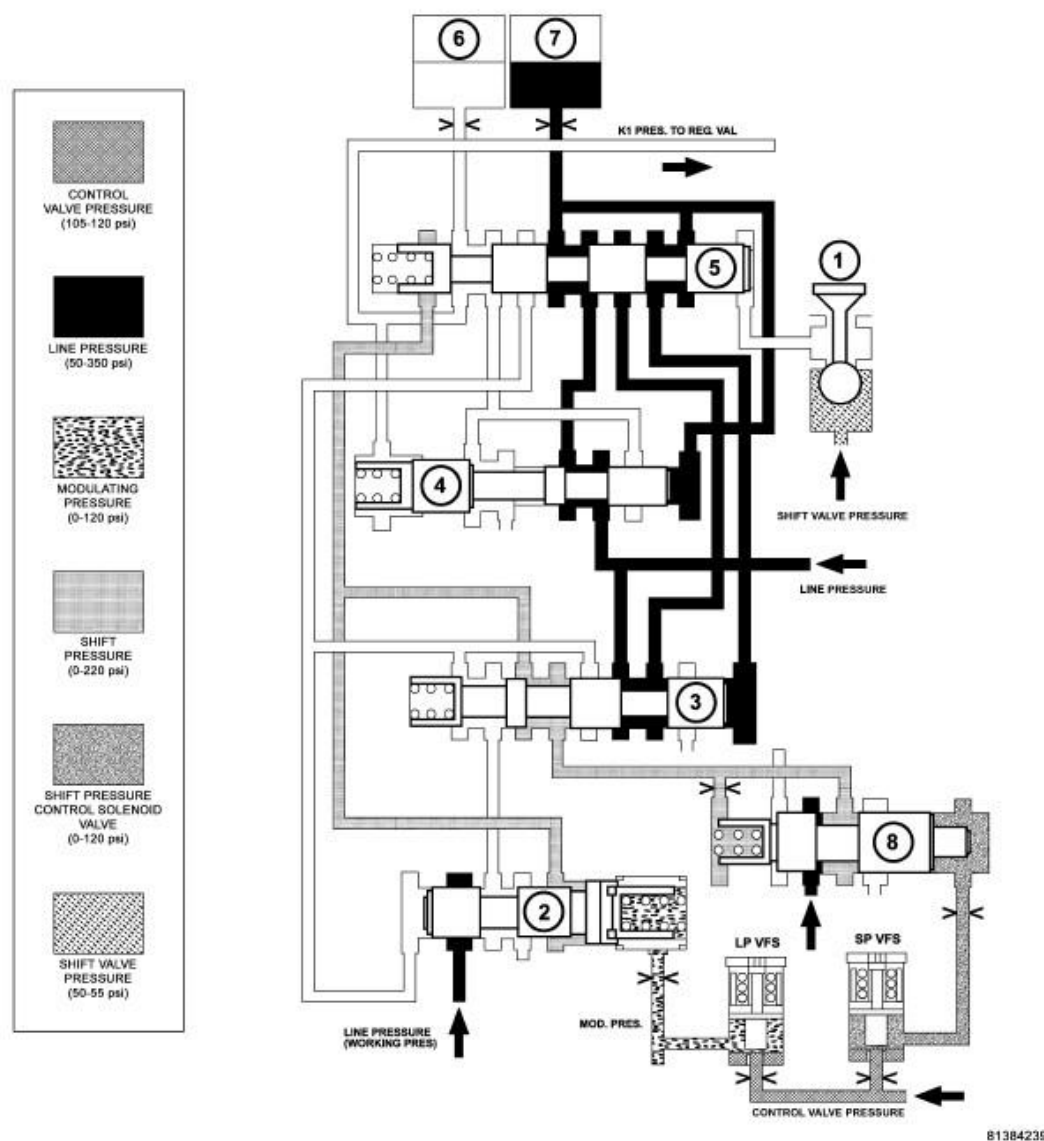 CONTROL
VALVE PRESSURE
(105-120 psi)
LINE PRESSURE
(50-350 psi)
MODULATING
PRESSURE
(0-120 psi)
SHIFT
PRESSURE
(0-220 psi)
SHIFT PRESSURE
CONTROL SOLENOID
VALVE
(0-120 psi)
SHIFT VALVE
PRESSURE
(50-55 psi)
6
7
K1 PRES. TO REG. VAL
5
1
4
SHIFT VALVE PRESSURE
LINE PRESSURE
3
8
2
LP VFS
SP VFS
MOD. PRES.
LINE PRESSURE
(WORKING PRES)
CONTROL VALVE PRESSURE
81384239